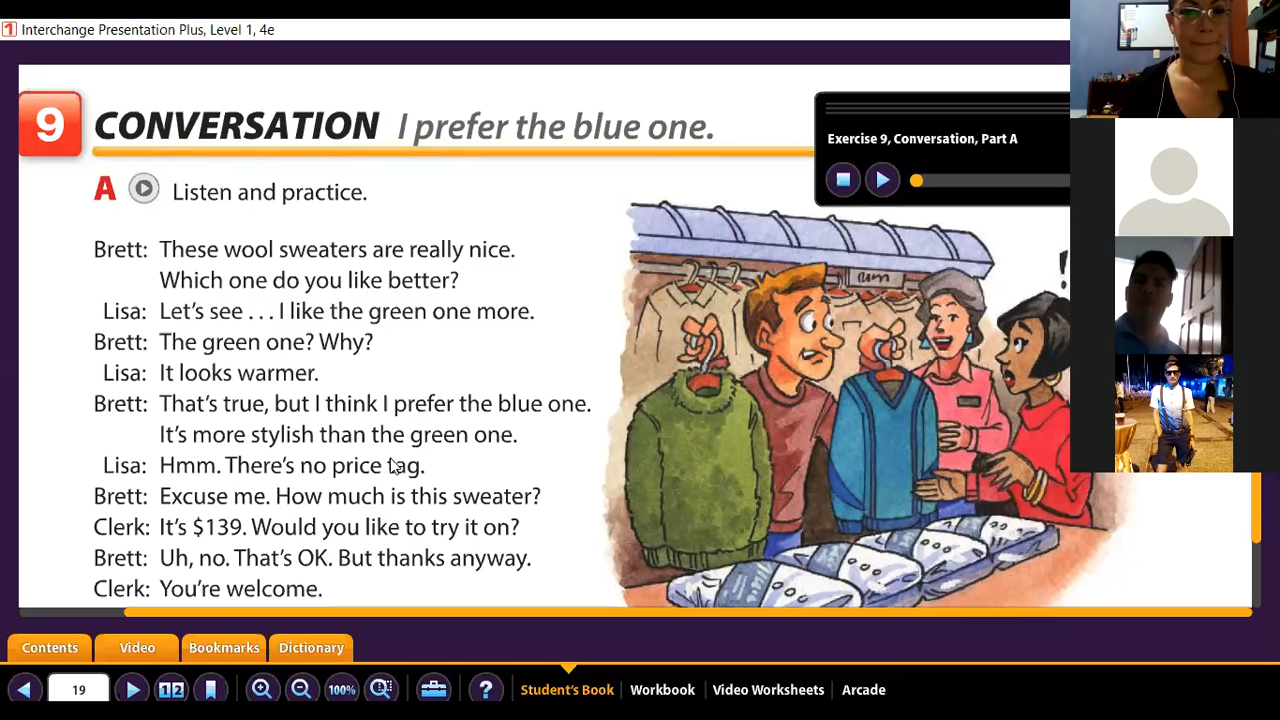 Interchange Presentation Plus, Level 1, 4e
9 CONVERSATION I prefer the blue one.
Exercise 9, Conversation, Part A
A Listen and practice.
Brett: These wool sweaters are really nice.
Which one do you like better?
Lisa: Let's see . . . I like the green one more.
Brett: The green one? Why?
Lisa: It looks warmer.
Brett: That's true, but I think I prefer the blue one.
It's more stylish than the green one.
Lisa: Hmm. There's no price tag.
Brett: Excuse me. How much is this sweater?
Clerk: It's $139. Would you like to try it on?
Brett: Uh, no. That's OK. But thanks anyway.
Clerk: You're welcome.
Contents Video Bookmarks Dictionary
19 1 2 100% ? Student's Book Workbook Video Worksheets Arcade